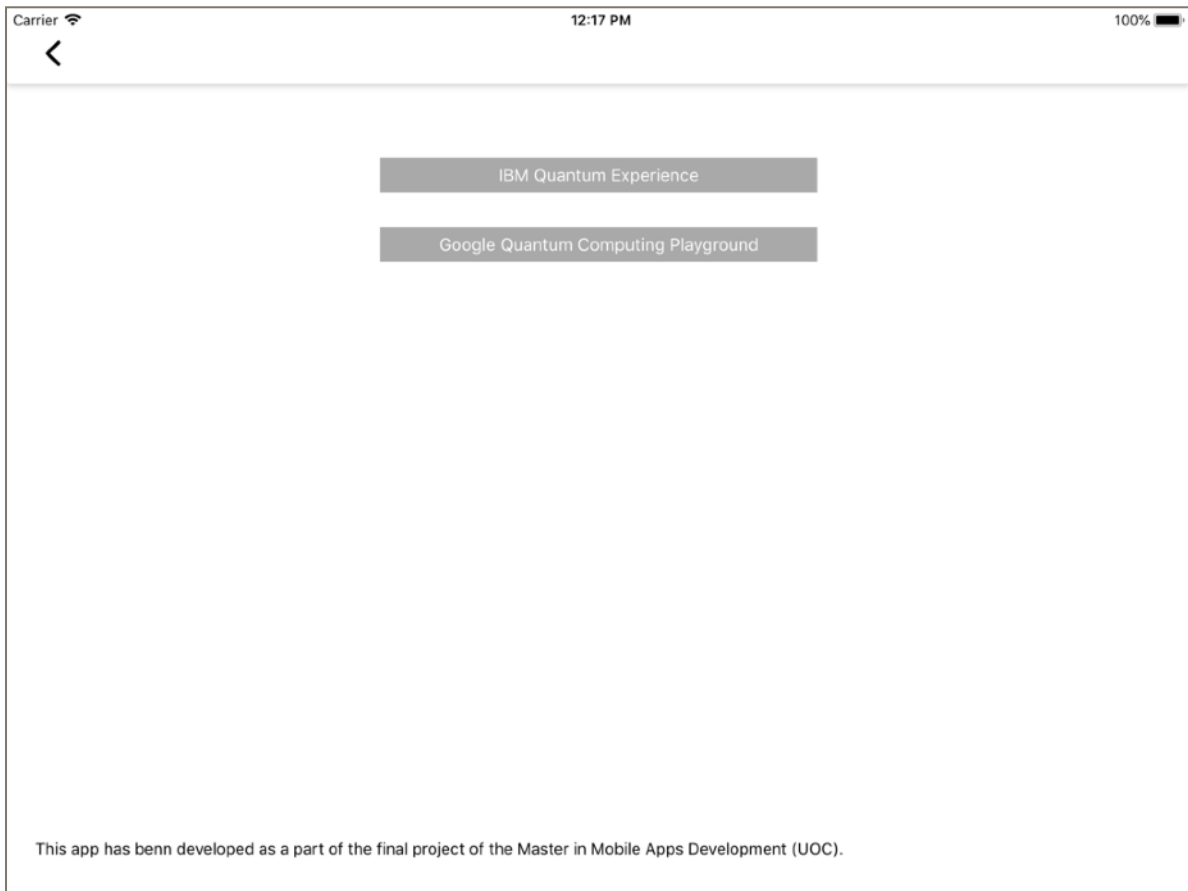 Carrier
12:17 PM
100%
IBM Quantum Experience
Google Quantum Computing Playground
This app has benn developed as a part of the final project of the Master in Mobile Apps Development (UOC).